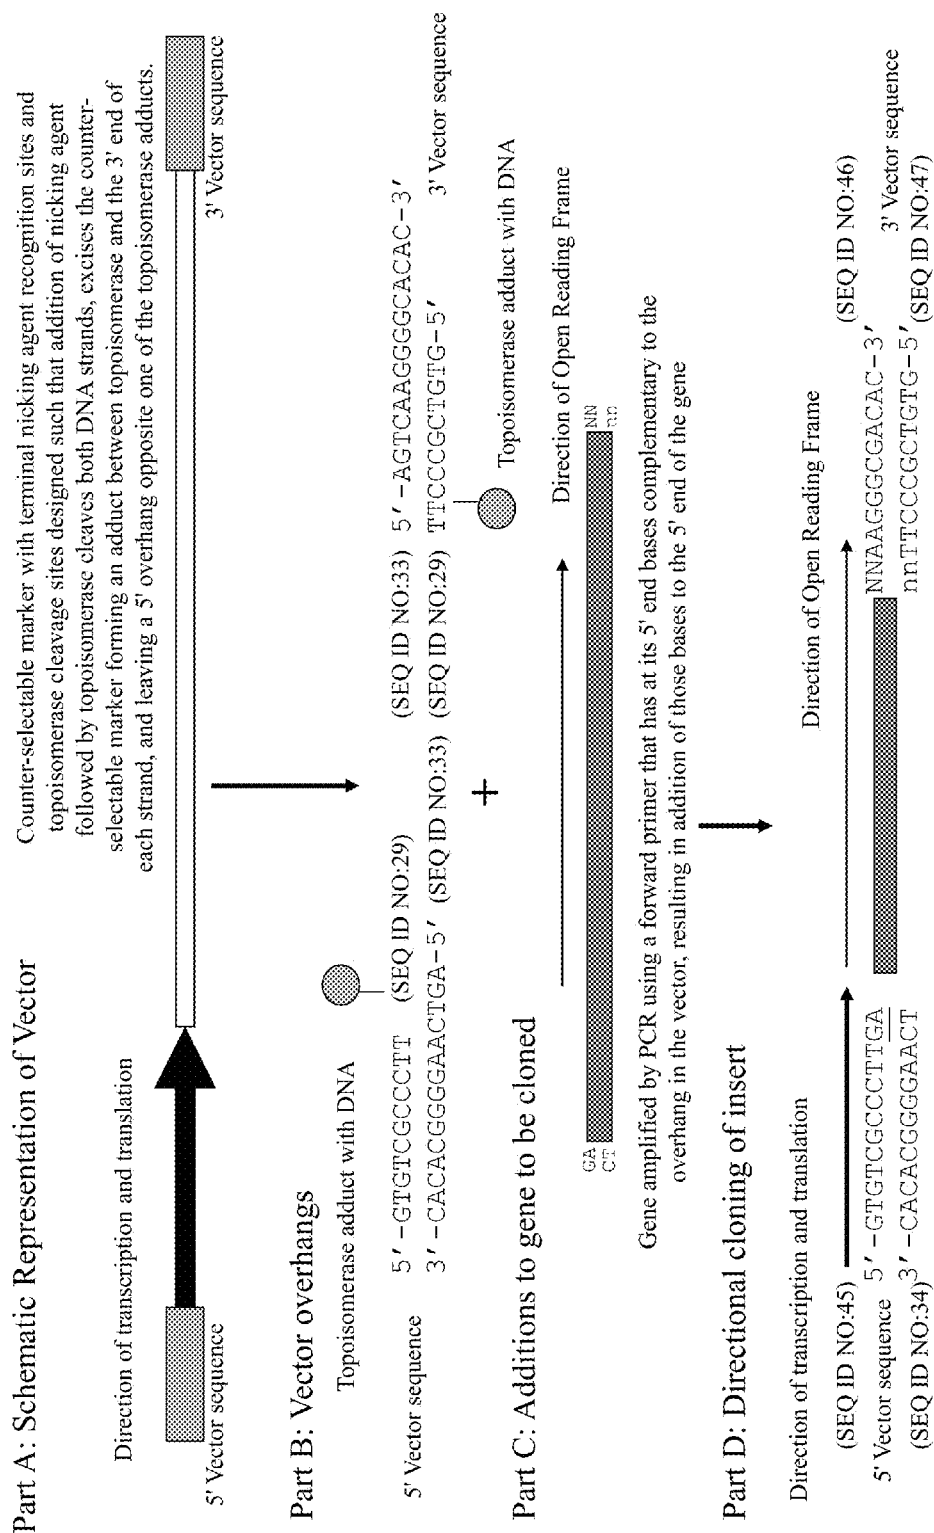 Part A: Schematic Representation of Vector
Counter-selectable marker with terminal nicking agent recognition sites and
topoisomerase cleavage sites designed such that addition of nicking agent
followed by topoisomerase cleaves both DNA strands, excises the counter-
selectable marker forming an adduct between topoisomerase and the 3' end of
each strand, and leaving a 5' overhang opposite one of the topoisomerase adducts.
Direction of transcription and translation
5' Vector sequence
3' Vector sequence
Part B: Vector overhangs
Topoisomerase adduct with DNA
5' Vector sequence
5'-GTGTCGCCCTT (SEQ ID NO:29)
3'-CACACGGGGAACTGA-5' (SEQ ID NO:33)
(SEQ ID NO:33) 5'-AGTCAAGGGGCACAC-3'
(SEQ ID NO:29) TTCCCGCTGTG-5'
3' Vector sequence
Topoisomerase adduct with DNA
+
Part C: Additions to gene to be cloned
Direction of Open Reading Frame
GA NN
CT nn
Gene amplified by PCR using a forward primer that has at its 5' end bases complementary to the
overhang in the vector, resulting in addition of those bases to the 5' end of the gene
Part D: Directional cloning of insert
Direction of transcription and translation
Direction of Open Reading Frame
(SEQ ID NO:45)
(SEQ ID NO:46)
5'-GTGTCGCCCTTGA NNAAGGGCGACAC-3'
5' Vector sequence
3' Vector sequence
3'-CACACGGGGAACT nnTTCCCGCTGTG-5'
(SEQ ID NO:34)
(SEQ ID NO:47)